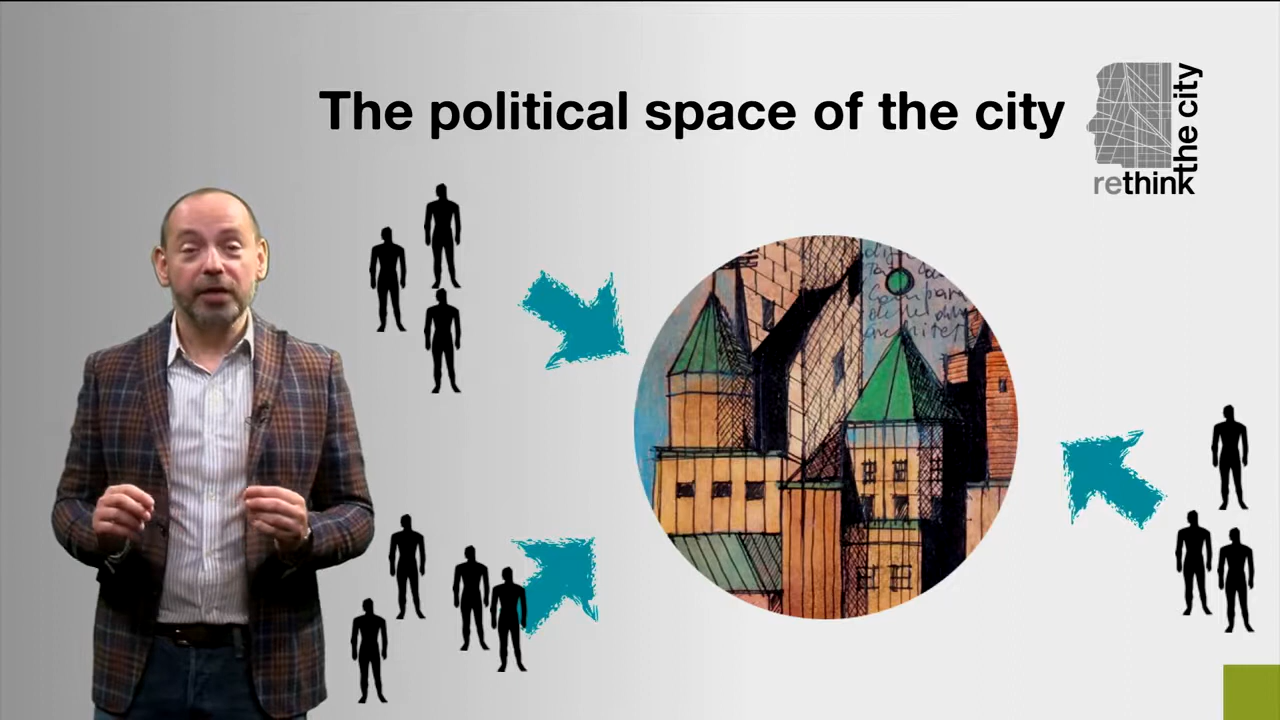 The political space of the city
rethink
the city